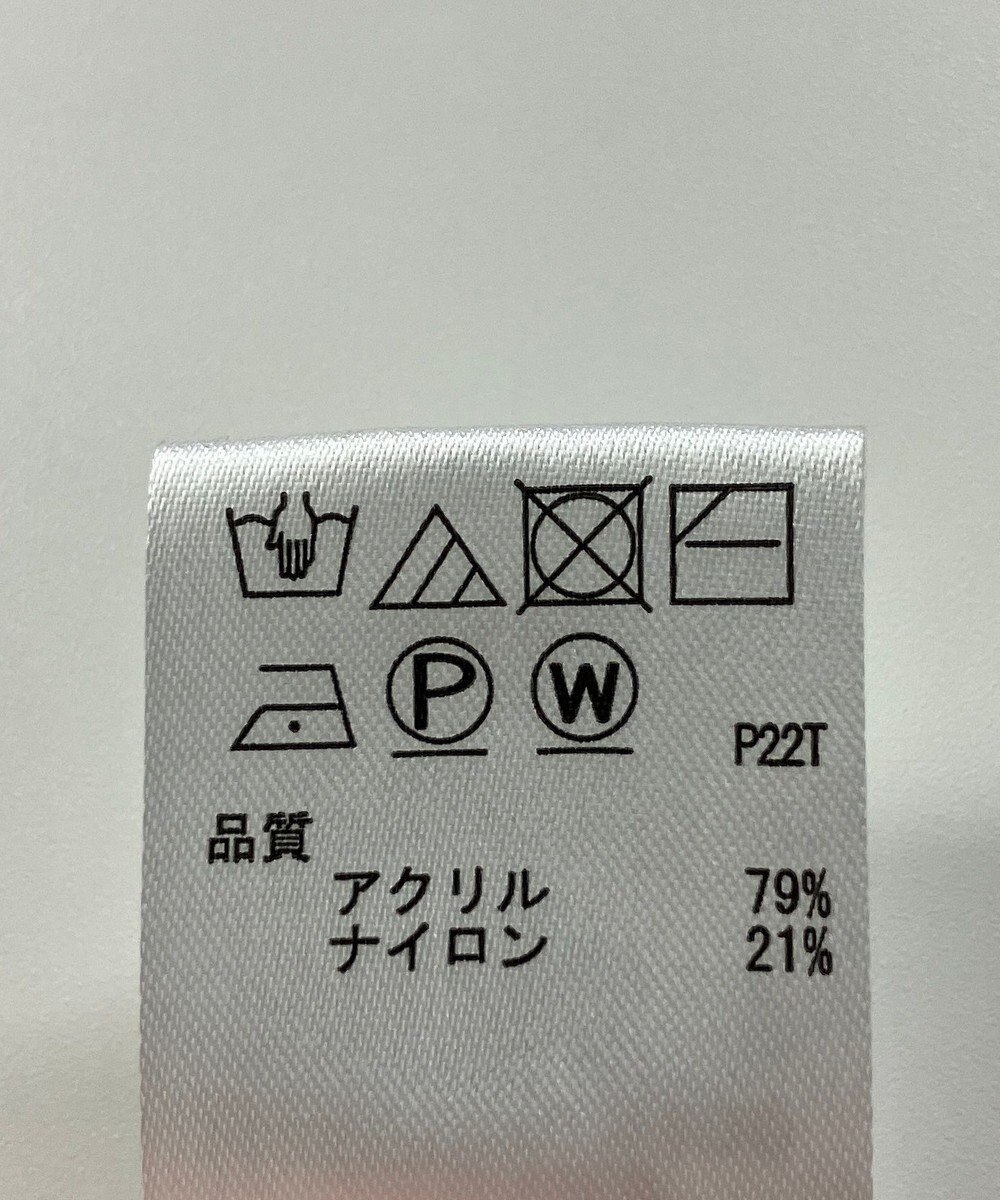 P W
P22T
品質
アクリル 79%
ナイロン 21%